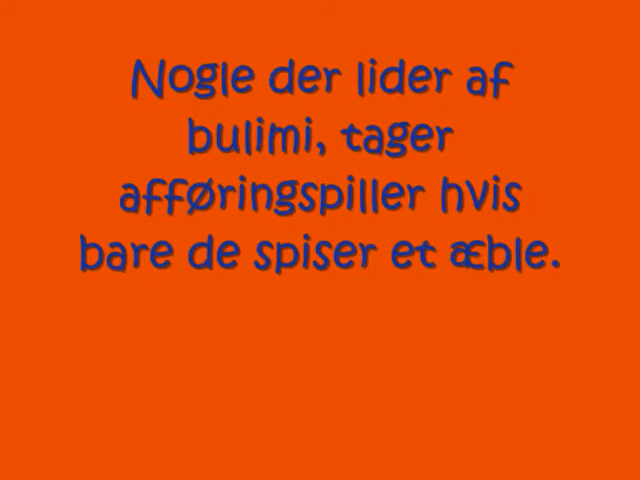 Nogle der lider af
bulimi, tager
afføringspiller hvis
bare de spiser et æble.